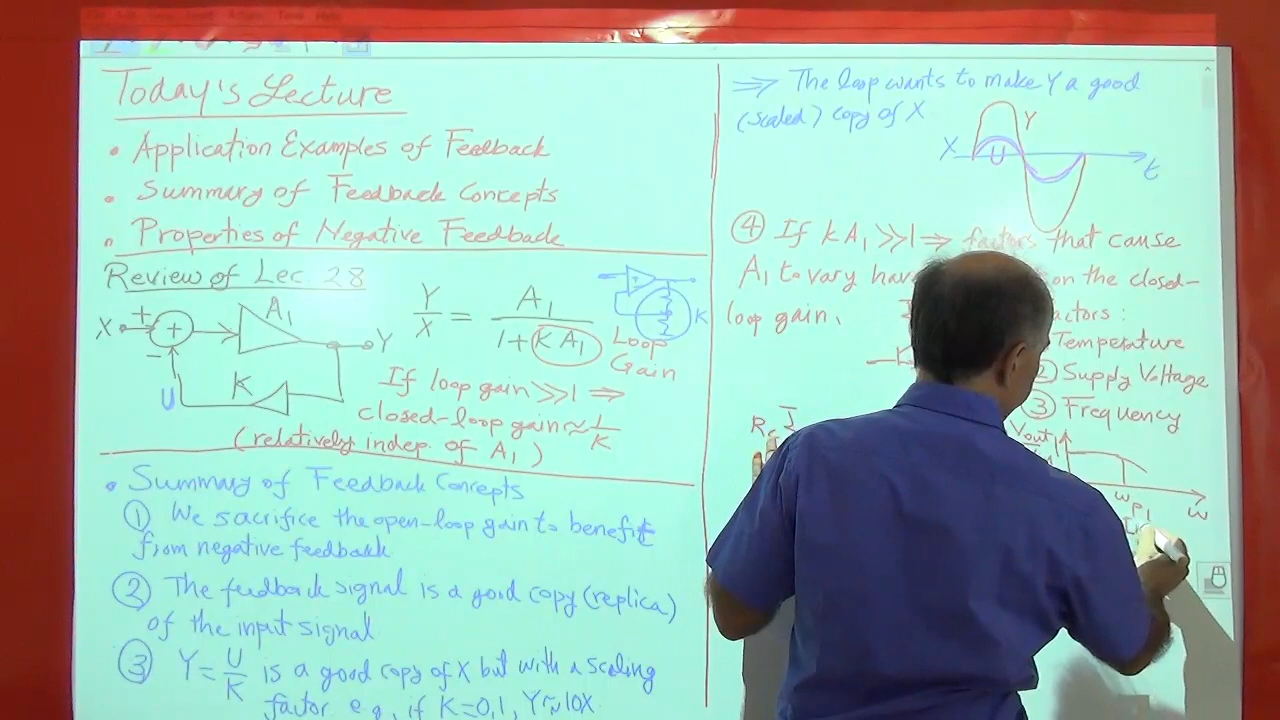 Today's Lecture
• Application Examples of Feedback
• Summary of Feedback Concepts
• Properties of Negative Feedback
Review of Lec 28
X + + − A1 Y K U
Y/X = A1/(1+KA1)
Loop Gain
K
If loop gain >> 1 ⇒
closed-loop gain ≈ 1/K
(relatively indep. of A1)
• Summary of Feedback Concepts
① We sacrifice the open-loop gain to benefit
from negative feedback
② The feedback signal is a good copy (replica)
of the input signal
③ Y = U/K is a good copy of X but with a scaling
factor e.g., if K=0.1, Y≈10X
⇒ The loop wants to make Y a good
(scaled) copy of X
Y
X U t
④ If KA1 >> 1 ⇒ factors that cause
A1 to vary have on the closed-
loop gain.
actors:
Temperature
② Supply Voltage
③ Frequency
Vout
ωp1 ω